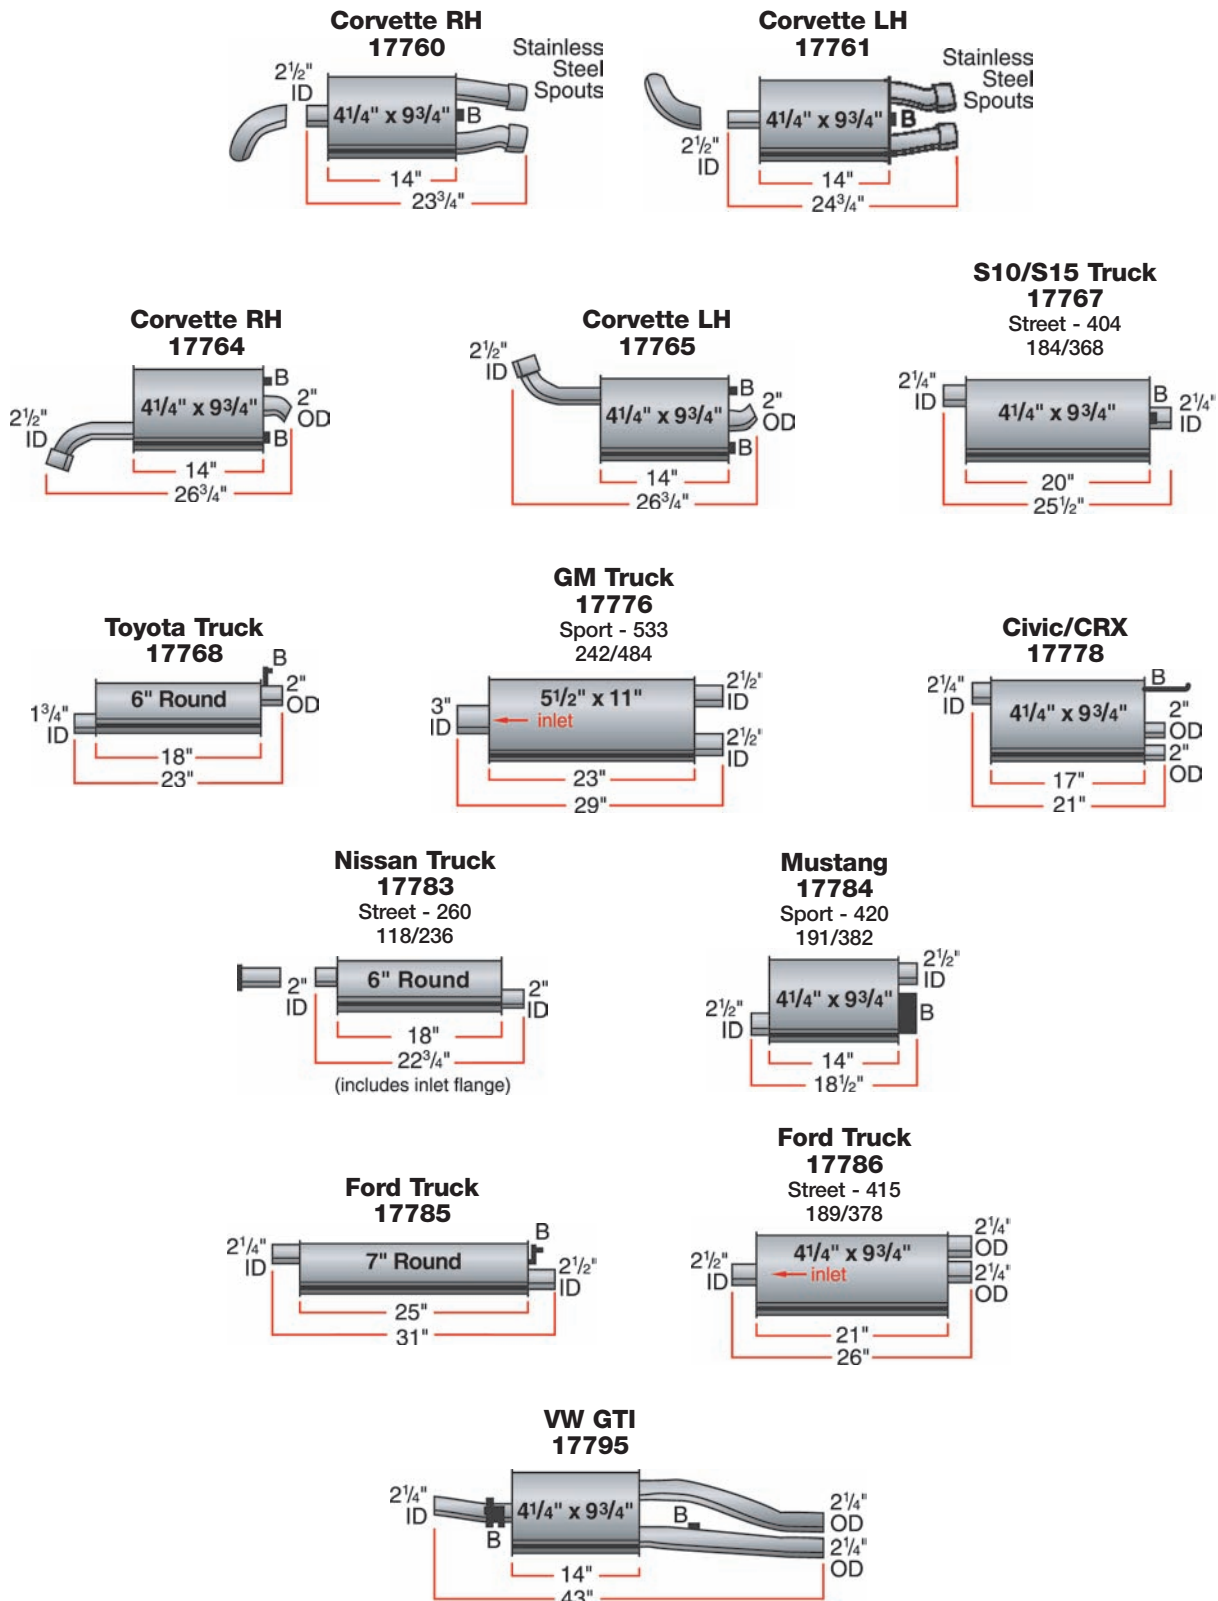 Corvette RH
17760
Stainless
Steel
Spouts
2½"
ID
4¼" x 9¾"
B
14"
23¾"
Corvette LH
17761
Stainless
Steel
Spouts
4¼" x 9¾"
B
2½"
ID
14"
24¾"
Corvette RH
17764
B
4¼" x 9¾"
2"
OD
2½"
ID
B
14"
26¾"
Corvette LH
17765
2½"
ID
B
4¼" x 9¾"
2"
OD
B
14"
26¾"
S10/S15 Truck
17767
Street - 404
184/368
2¼"
ID
4¼" x 9¾"
B
2¼"
ID
20"
25½"
Toyota Truck
17768
B
6" Round
2"
OD
1¾"
ID
18"
23"
GM Truck
17776
Sport - 533
242/484
5½" x 11"
2½"
ID
3"
ID
inlet
2½"
ID
23"
29"
Civic/CRX
17778
B
2¼"
ID
4¼" x 9¾"
2"
OD
2"
OD
17"
21"
Nissan Truck
17783
Street - 260
118/236
2"
ID
6" Round
2"
ID
18"
22¾"
(includes inlet flange)
Mustang
17784
Sport - 420
191/382
2½"
ID
4¼" x 9¾"
2½"
ID
B
14"
18½"
Ford Truck
17785
B
2¼"
ID
7" Round
2½"
ID
25"
31"
Ford Truck
17786
Street - 415
189/378
4¼" x 9¾"
2¼"
OD
2½"
ID
inlet
2¼"
OD
21"
26"
VW GTI
17795
2¼"
ID
B
4¼" x 9¾"
B
2¼"
OD
2¼"
OD
14"
43"